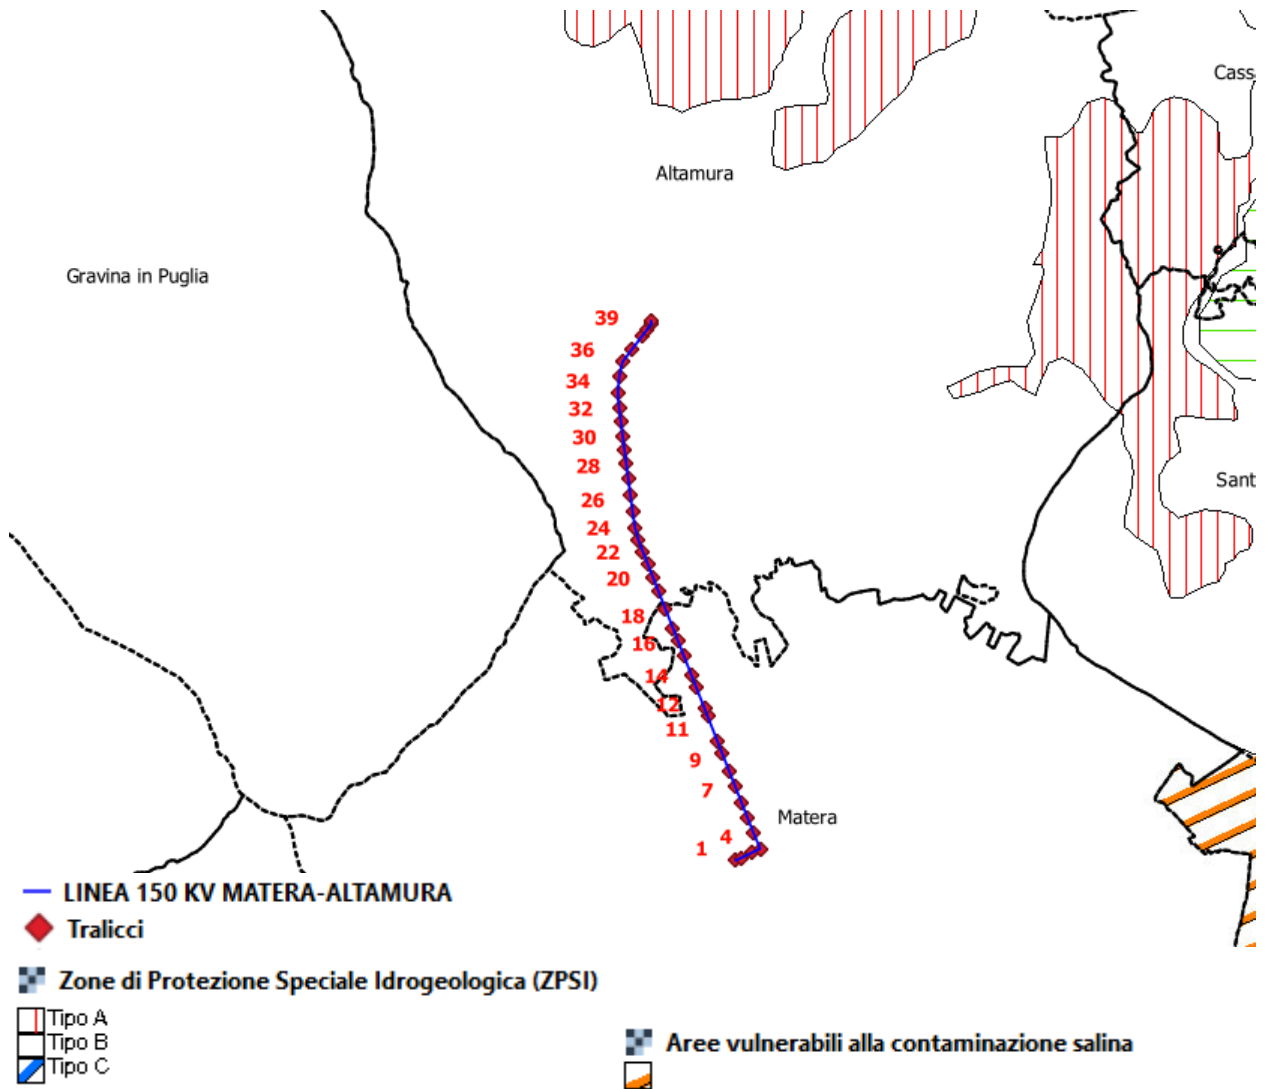 Cass
Altamura
Gravina in Puglia
39
36
34
32
30
28
26
Sant
24
22
20
18
16
14
12
11
9
7
Matera
4
1
LINEA 150 KV MATERA-ALTAMURA
Tralicci
Zone di Protezione Speciale Idrogeologica (ZPSI)
Tipo A
Tipo B
Tipo C
Aree vulnerabili alla contaminazione salina